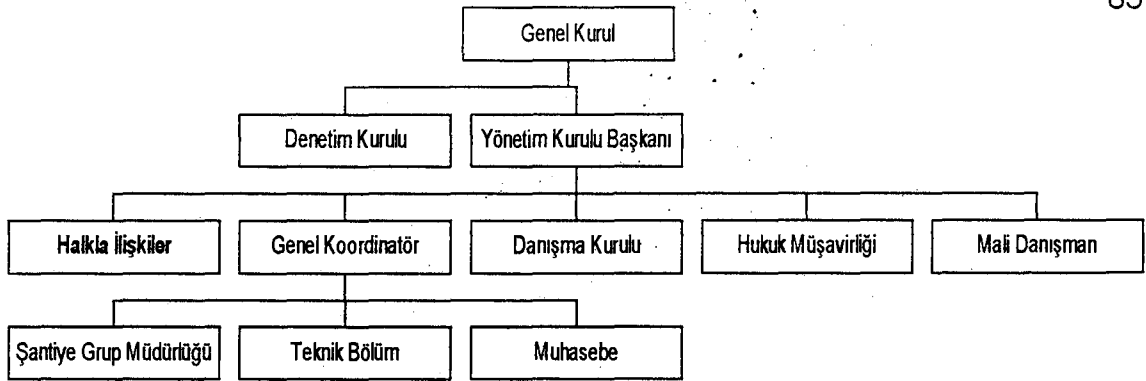 Genel Kurul
Denetim Kurulu
Yönetim Kurulu Başkanı
Halkla İlişkiler
Genel Koordinatör
Danışma Kurulu
Hukuk Müşavirliği
Mali Danışman
Şantiye Grup Müdürlüğü
Teknik Bölüm
Muhasebe